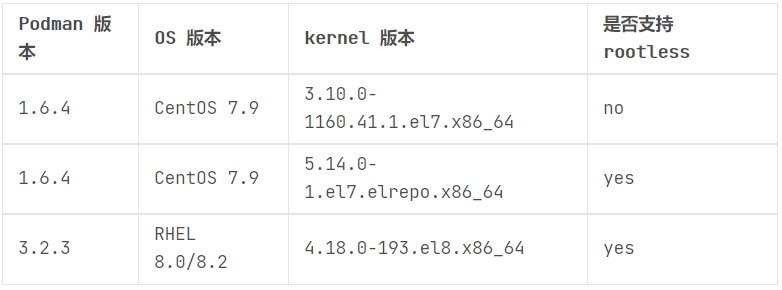 Podman 版本 OS 版本 kernel 版本 是否支持 rootless
1.6.4 CentOS 7.9 3.10.0-1160.41.1.el7.x86_64 no
1.6.4 CentOS 7.9 5.14.0-1.el7.elrepo.x86_64 yes
3.2.3 RHEL 8.0/8.2 4.18.0-193.el8.x86_64 yes